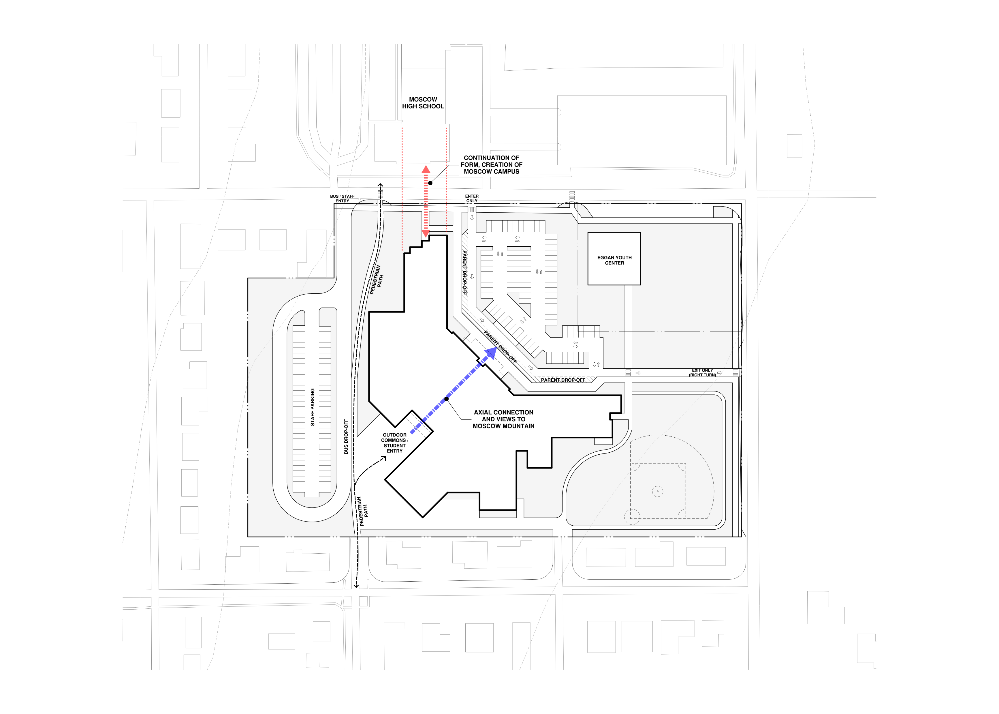 MOSCOW
HIGH SCHOOL
CONTINUATION OF
FORM, CREATION OF
MOSCOW CAMPUS
BUS / STAFF
ENTRY
ENTER
ONLY
PARENT DROP-OFF
EGGAN YOUTH
CENTER
PEDESTRIAN
PATH
PARENT DROP-OFF
EXIT ONLY
(RIGHT TURN)
PARENT DROP-OFF
STAFF PARKING
BUS DROP-OFF
AXIAL CONNECTION
AND VIEWS TO
MOSCOW MOUNTAIN
OUTDOOR
COMMONS /
STUDENT
ENTRY
PEDESTRIAN
PATH